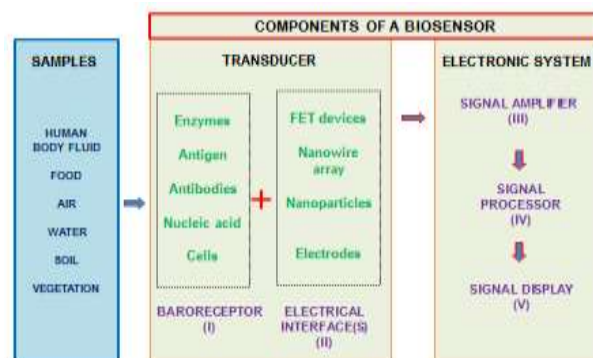 COMPONENTS OF A BIOSENSOR
SAMPLES
HUMAN
BODY FLUID
FOOD
AIR
WATER
SOIL
VEGETATION
TRANSDUCER
Enzymes
Antigen
Antibodies
Nucleic acid
Cells
+
FET devices
Nanowire
array
Nanoparticles
Electrodes
BARORECEPTOR
(I)
ELECTRICAL
INTERFACE(S)
(II)
ELECTRONIC SYSTEM
SIGNAL AMPLIFIER
(III)
SIGNAL
PROCESSOR
(IV)
SIGNAL DISPLAY
(V)